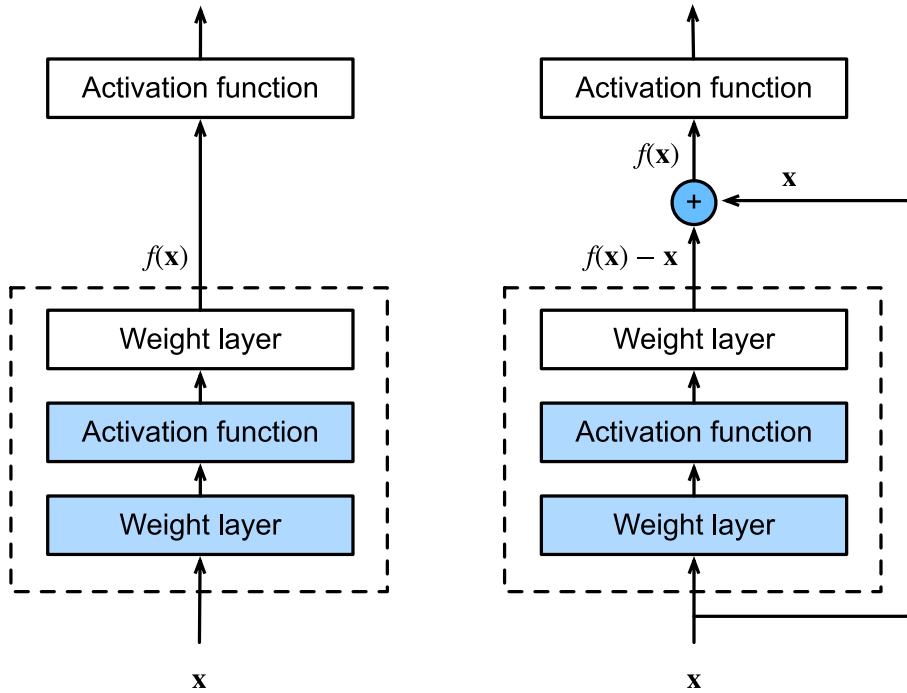 Activation function
f(x)
Weight layer
Activation function
Weight layer
x
Activation function
f(x)
x
+
f(x) − x
Weight layer
Activation function
Weight layer
x